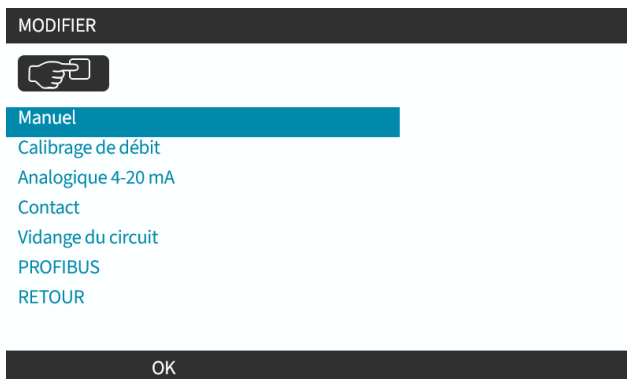 MODIFIER
Manuel
Calibrage de débit
Analogique 4-20 mA
Contact
Vidange du circuit
PROFIBUS
RETOUR
OK